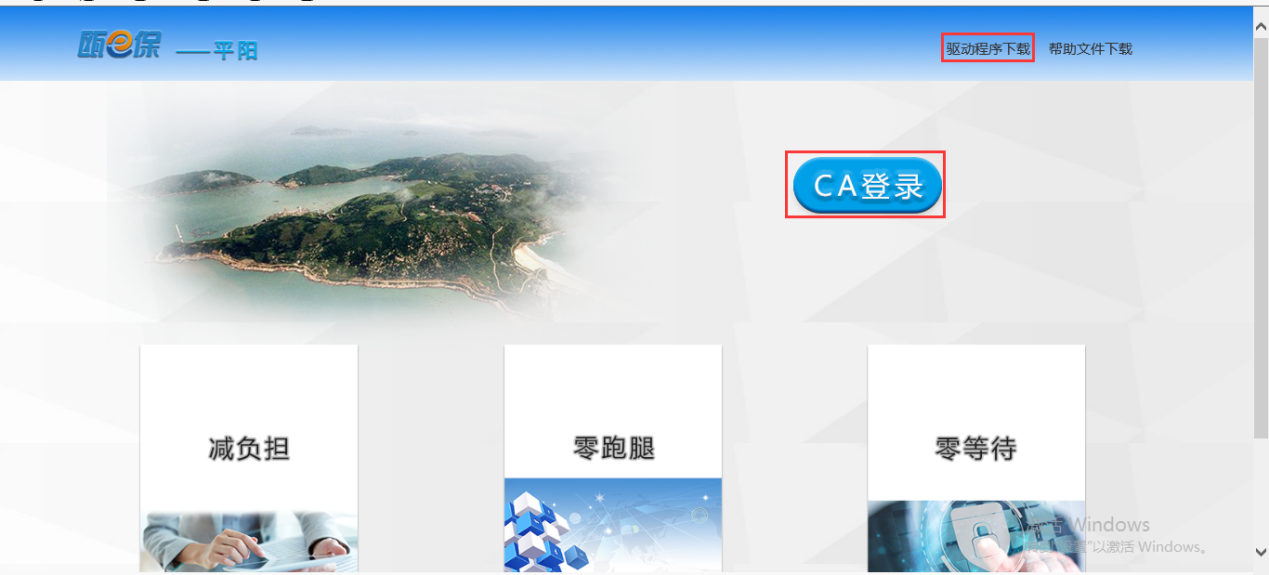 瓯e保 ——平阳
驱动程序下载 帮助文件下载
CA登录
减负担
零跑腿
零等待
Windows
以激活 Windows。